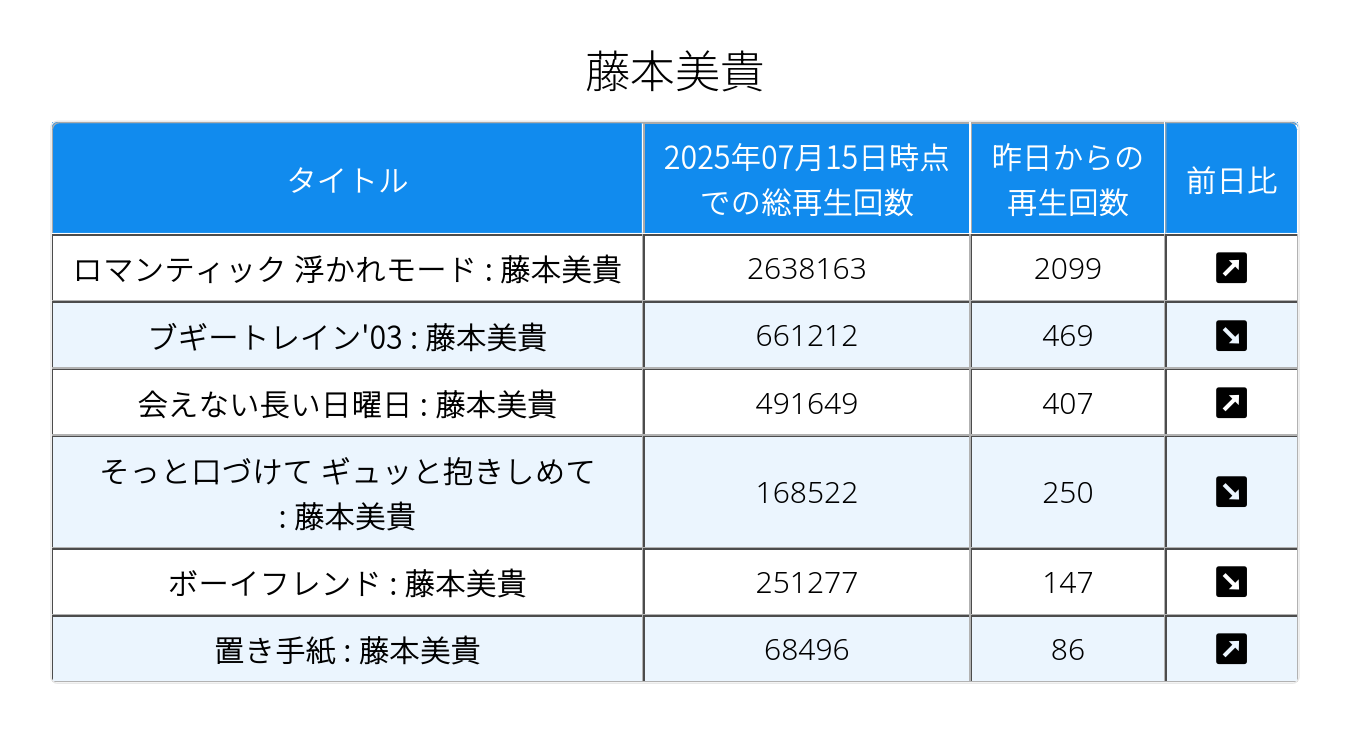 藤本美貴
タイトル
2025年07月15日時点
での総再生回数
昨日からの
再生回数
前日比
ロマンティック 浮かれモード : 藤本美貴
2638163
2099
↗
ブギートレイン'03 : 藤本美貴
661212
469
↘
会えない長い日曜日 : 藤本美貴
491649
407
↗
そっと口づけて ギュッと抱きしめて
: 藤本美貴
168522
250
↘
ボーイフレンド : 藤本美貴
251277
147
↘
置き手紙 : 藤本美貴
68496
86
↗